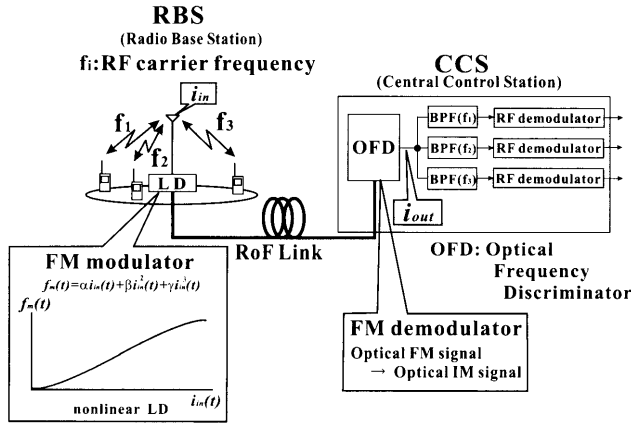 RBS
(Radio Base Station)
fi:RF carrier frequency
iin
f1
f2
f3
LD
CCS
(Central Control Station)
OFD
BPF(f1)
RF demodulator
BPF(f2)
RF demodulator
BPF(f3)
RF demodulator
iout
RoF Link
OFD: Optical
Frequency
Discriminator
FM modulator
fm(t)=αiin(t)+βi²in(t)+γi³in(t)
fm(t)
iin(t)
nonlinear LD
FM demodulator
Optical FM signal
→ Optical IM signal